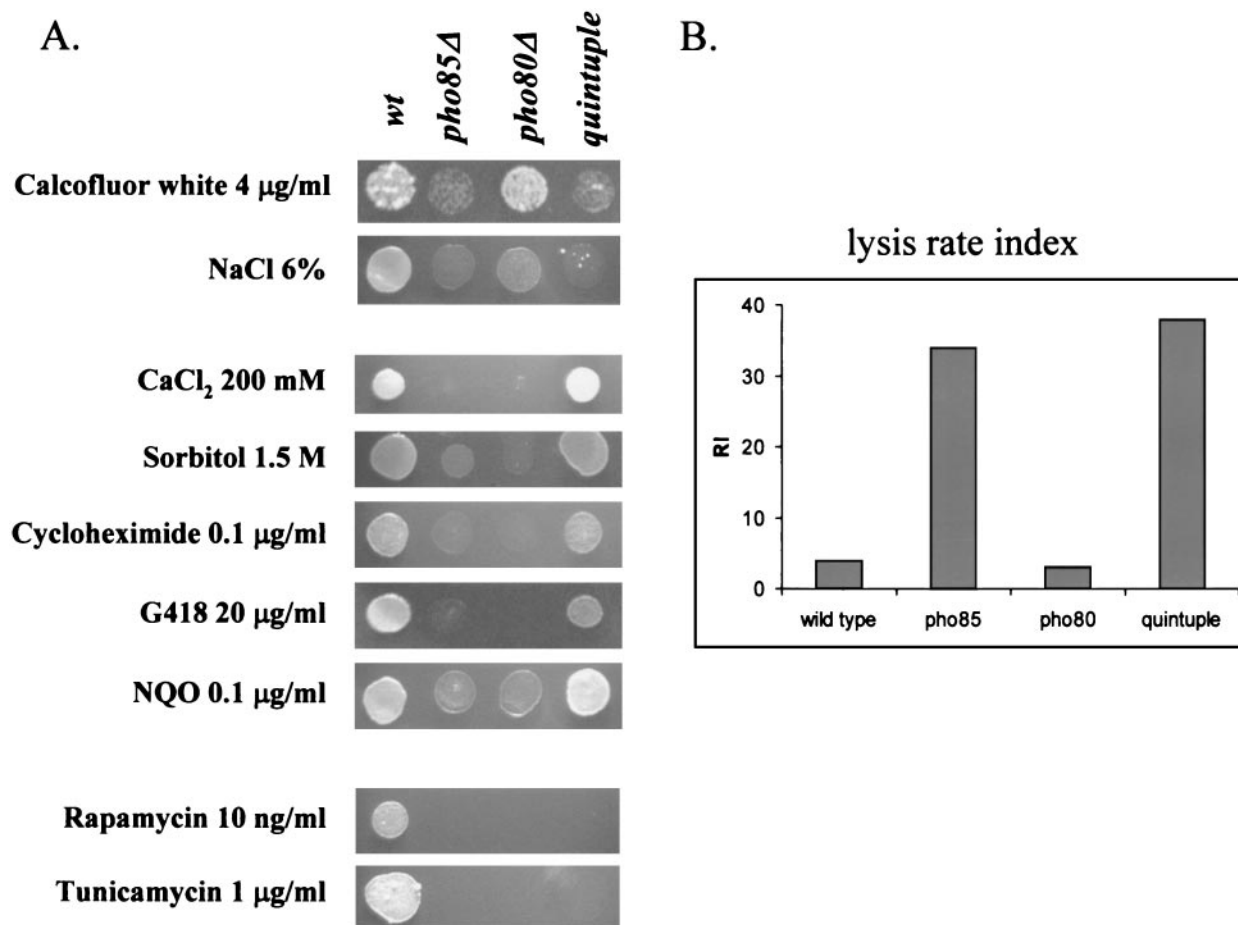 A.
wt
pho85Δ
pho80Δ
quintuple
Calcofluor white 4 µg/ml
NaCl 6%
CaCl₂ 200 mM
Sorbitol 1.5 M
Cycloheximide 0.1 µg/ml
G418 20 µg/ml
NQO 0.1 µg/ml
Rapamycin 10 ng/ml
Tunicamycin 1 µg/ml
B.
lysis rate index
RI
40
30
20
10
0
wild type
pho85
pho80
quintuple